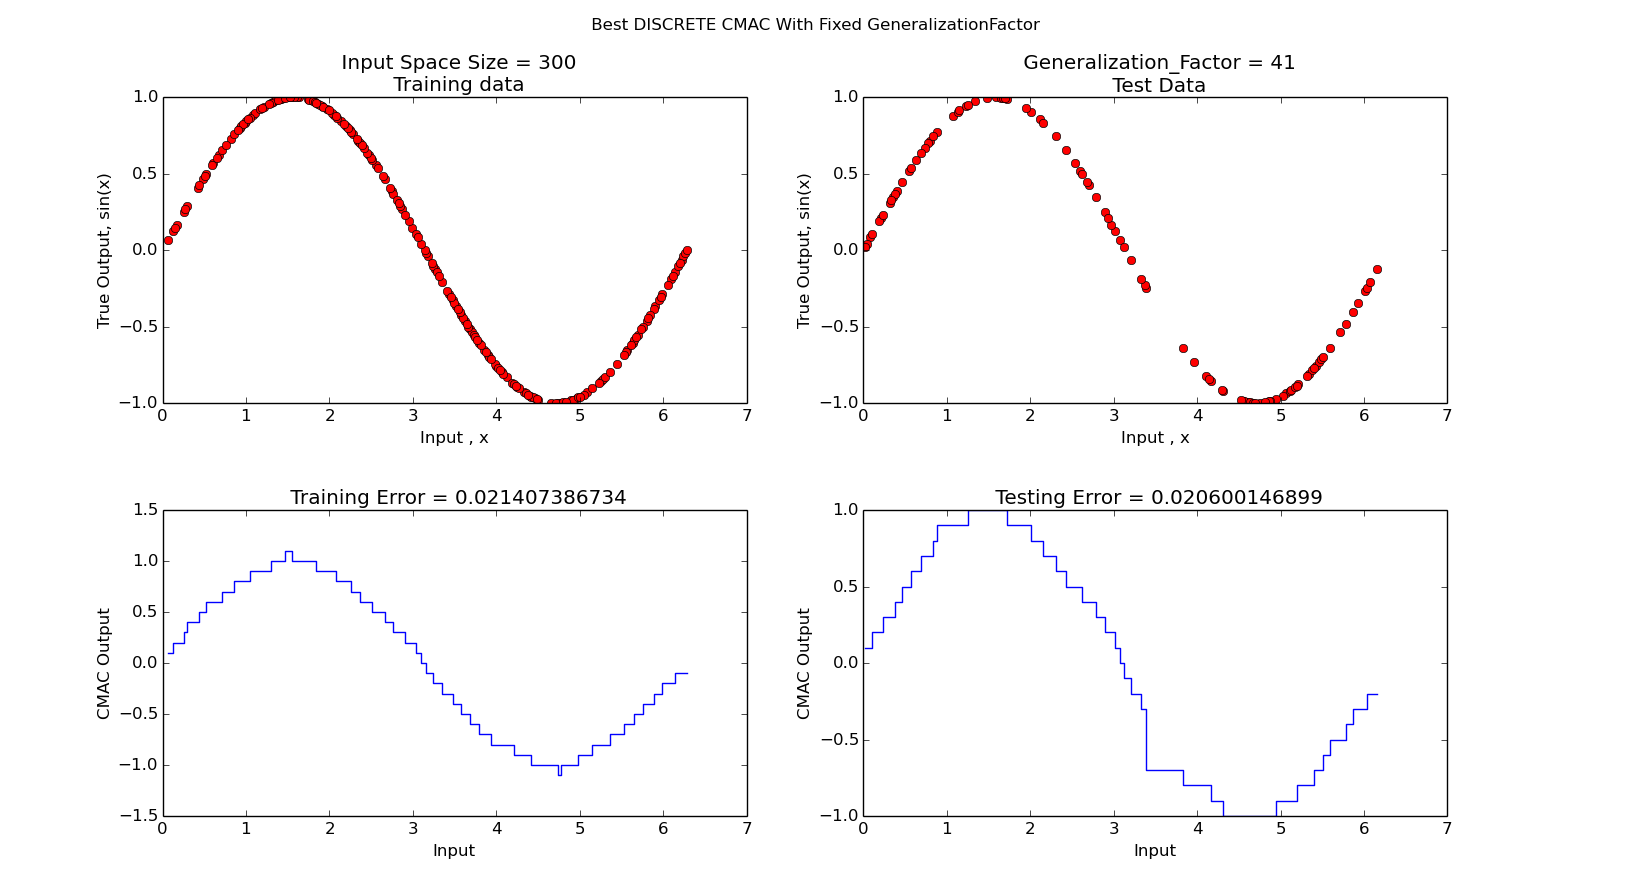 Best DISCRETE CMAC With Fixed GeneralizationFactor
Input Space Size = 300
Training data
1.0
0.5
0.0
−0.5
−1.0
0 1 2 3 4 5 6 7
True Output, sin(x)
Input , x
Generalization_Factor = 41
Test Data
1.0
0.5
0.0
−0.5
−1.0
0 1 2 3 4 5 6 7
True Output, sin(x)
Input , x
Training Error = 0.021407386734
1.5
1.0
0.5
0.0
−0.5
−1.0
−1.5
0 1 2 3 4 5 6 7
CMAC Output
Input
Testing Error = 0.020600146899
1.0
0.5
0.0
−0.5
−1.0
0 1 2 3 4 5 6 7
CMAC Output
Input